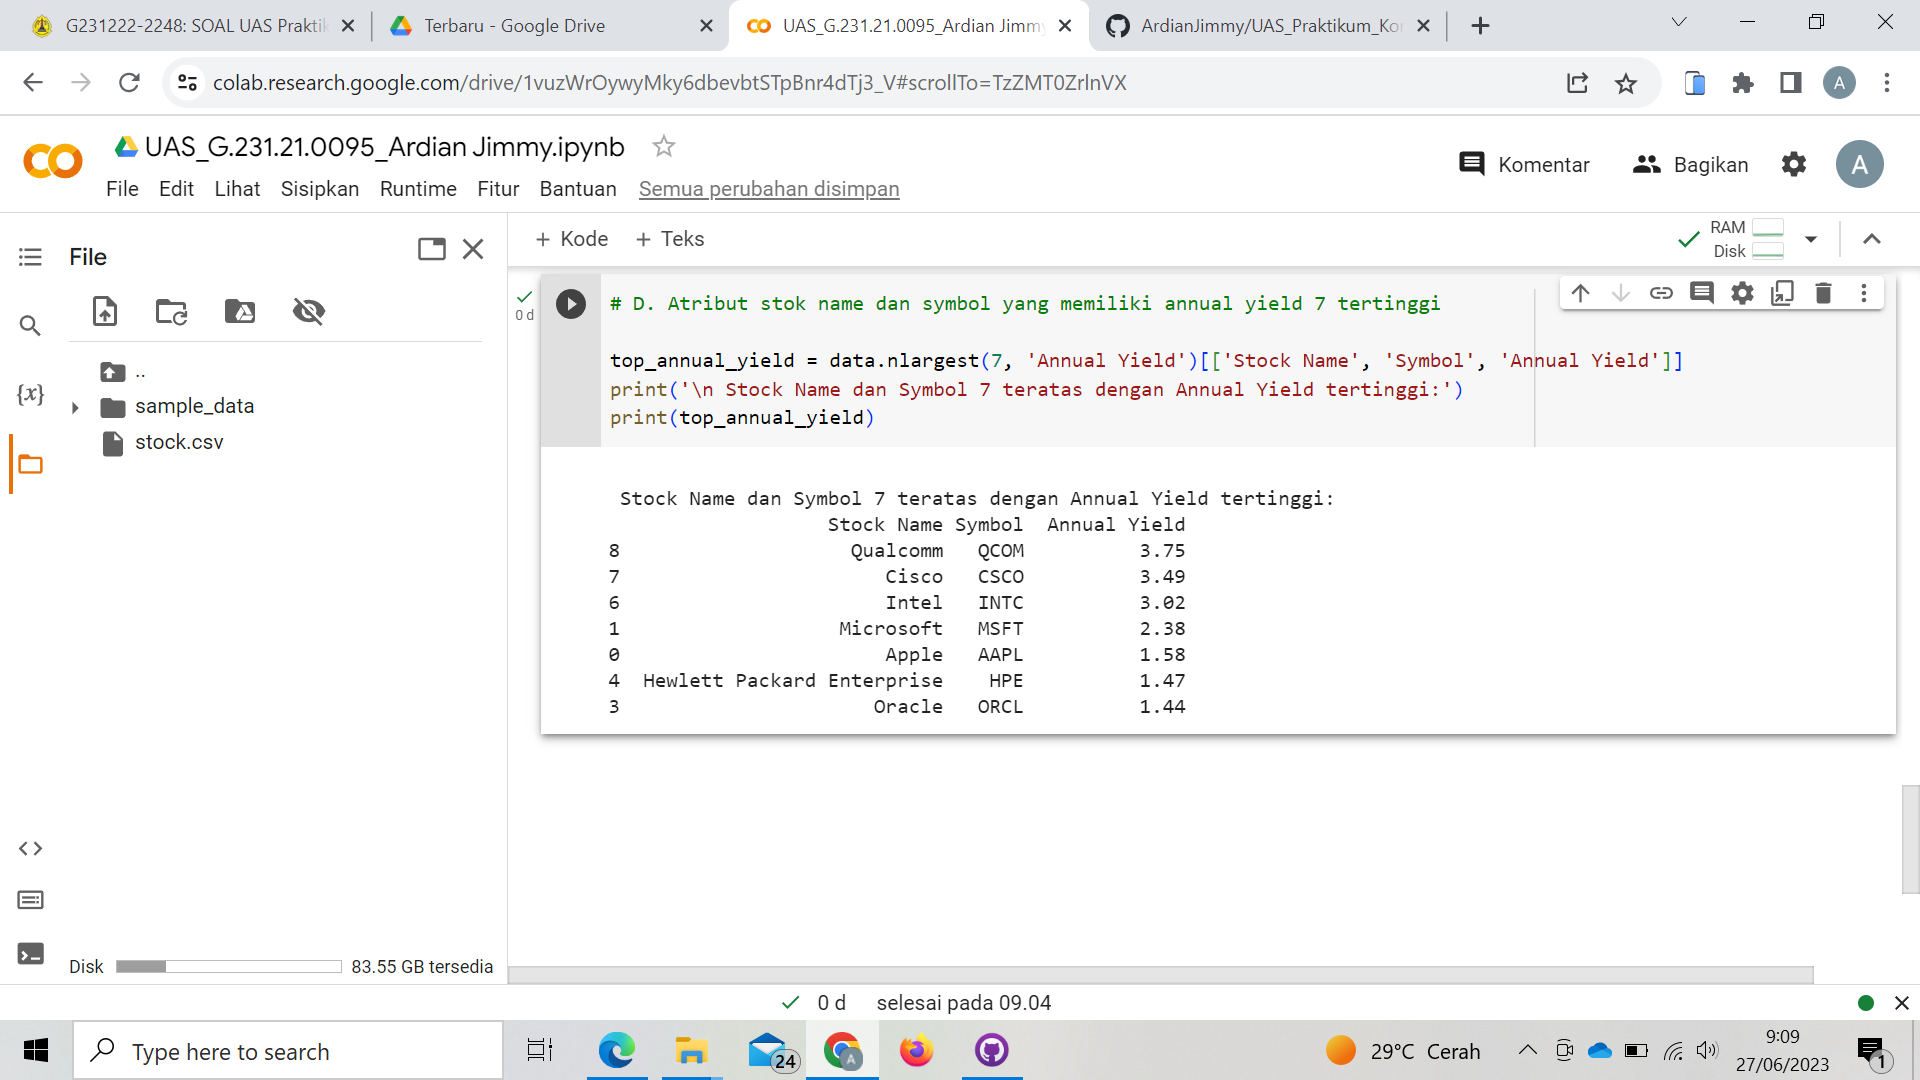 G231222-2248: SOAL UAS Praktik
Terbaru - Google Drive
UAS_G.231.21.0095_Ardian Jimmy
ArdianJimmy/UAS_Praktikum_Kor
colab.research.google.com/drive/1vuzWrOywyMky6dbevbtSTpBnr4dTj3_V#scrollTo=TzZMT0ZrlnVX
A
UAS_G.231.21.0095_Ardian Jimmy.ipynb
Komentar
Bagikan
A
File Edit Lihat Sisipkan Runtime Fitur Bantuan Semua perubahan disimpan
File
+ Kode + Teks
RAM
Disk
{x}
..
sample_data
stock.csv
0 d
# D. Atribut stok name dan symbol yang memiliki annual yield 7 tertinggi
top_annual_yield = data.nlargest(7, 'Annual Yield')[['Stock Name', 'Symbol', 'Annual Yield']]
print('\n Stock Name dan Symbol 7 teratas dengan Annual Yield tertinggi:')
print(top_annual_yield)
Stock Name dan Symbol 7 teratas dengan Annual Yield tertinggi:
Stock Name Symbol Annual Yield
8 Qualcomm QCOM 3.75
7 Cisco CSCO 3.49
6 Intel INTC 3.02
1 Microsoft MSFT 2.38
0 Apple AAPL 1.58
4 Hewlett Packard Enterprise HPE 1.47
3 Oracle ORCL 1.44
Disk 83.55 GB tersedia
0 d selesai pada 09.04
Type here to search
24
A
29°C Cerah
9:09
27/06/2023
1